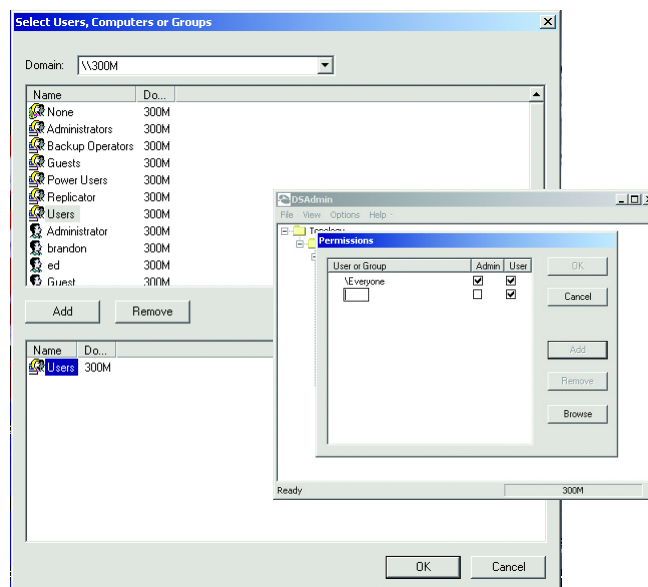 Select Users, Computers or Groups
Domain: \\300M
Name Do...
None 300M
Administrators 300M
Backup Operators 300M
Guests 300M
Power Users 300M
Replicator 300M
Users 300M
Administrator 300M
brandon 300M
ed 300M
Guest 300M
Add Remove
Name Do...
Users 300M
OK Cancel
DSAdmin
File View Options Help
Topology
Permissions
User or Group Admin User
\Everyone
OK
Cancel
Add
Remove
Browse
Ready 300M